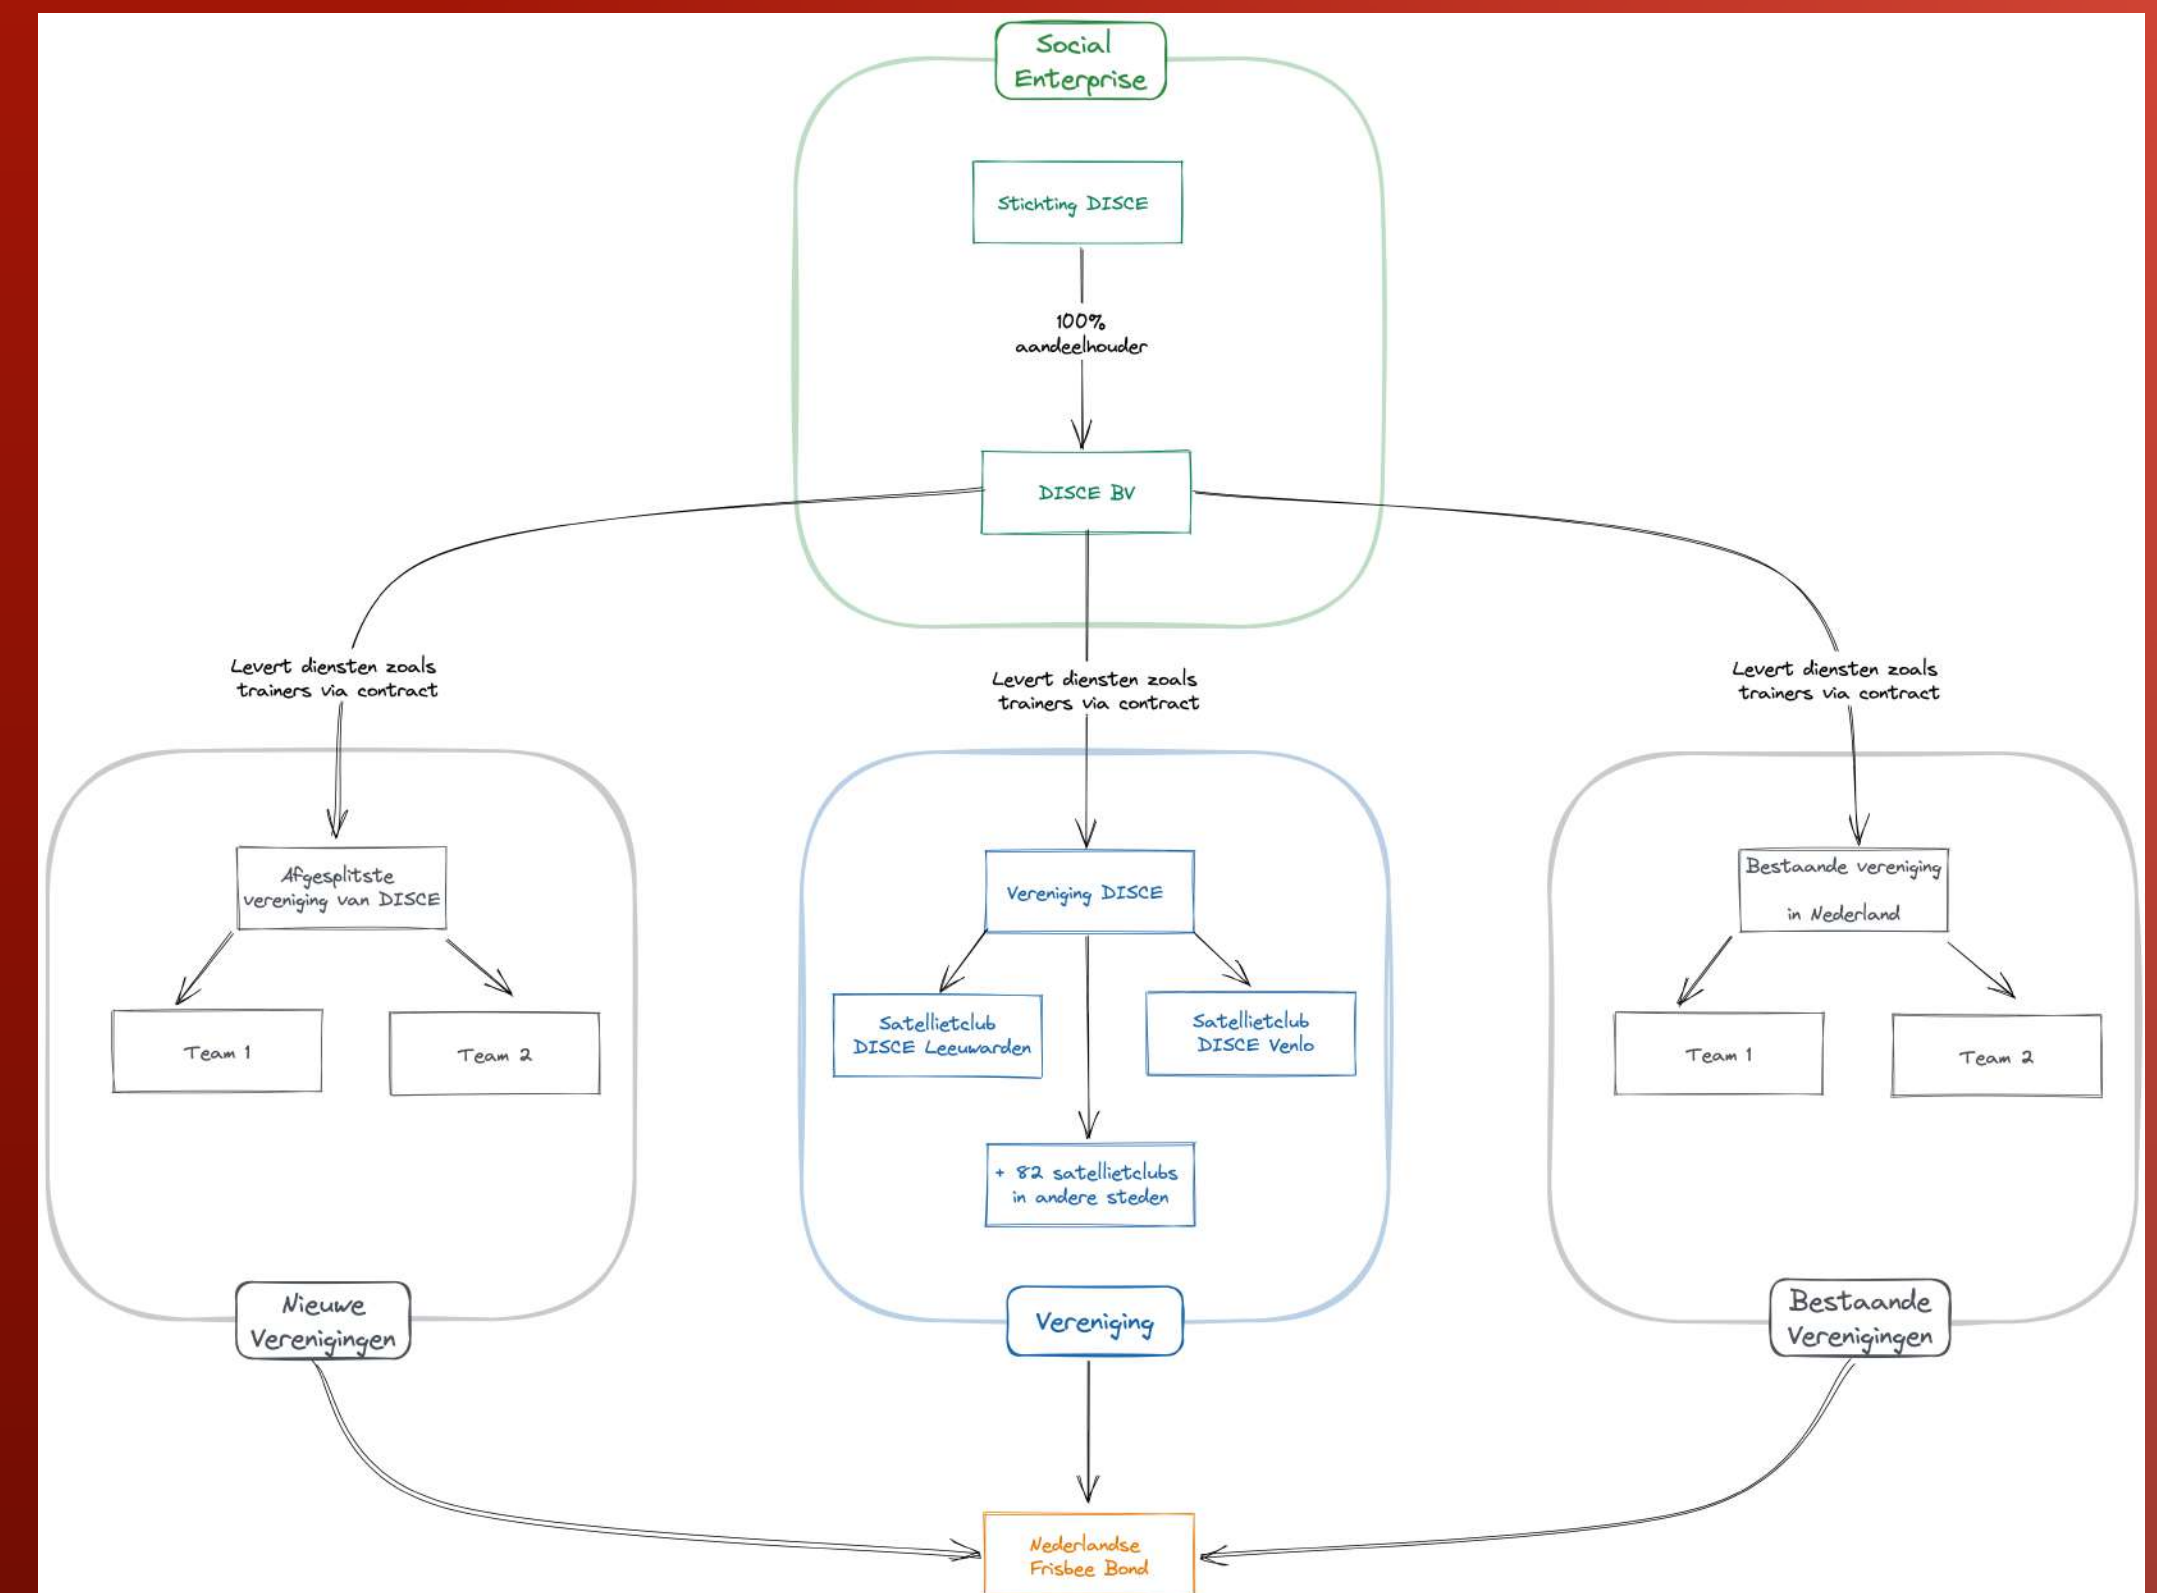 Social
Enterprise
Stichting DISCE
100%
aandeelhouder
DISCE BV
Levert diensten zoals
trainers via contract
Levert diensten zoals
trainers via contract
Levert diensten zoals
trainers via contract
Afgesplitste
vereniging van DISCE
Team 1
Team 2
Nieuwe
Verenigingen
Vereniging DISCE
Satellietclub
DISCE Leeuwarden
Satellietclub
DISCE Venlo
+ 82 satellietclubs
in andere steden
Vereniging
Bestaande vereniging
in Nederland
Team 1
Team 2
Bestaande
Verenigingen
Nederlandse
Frisbee Bond